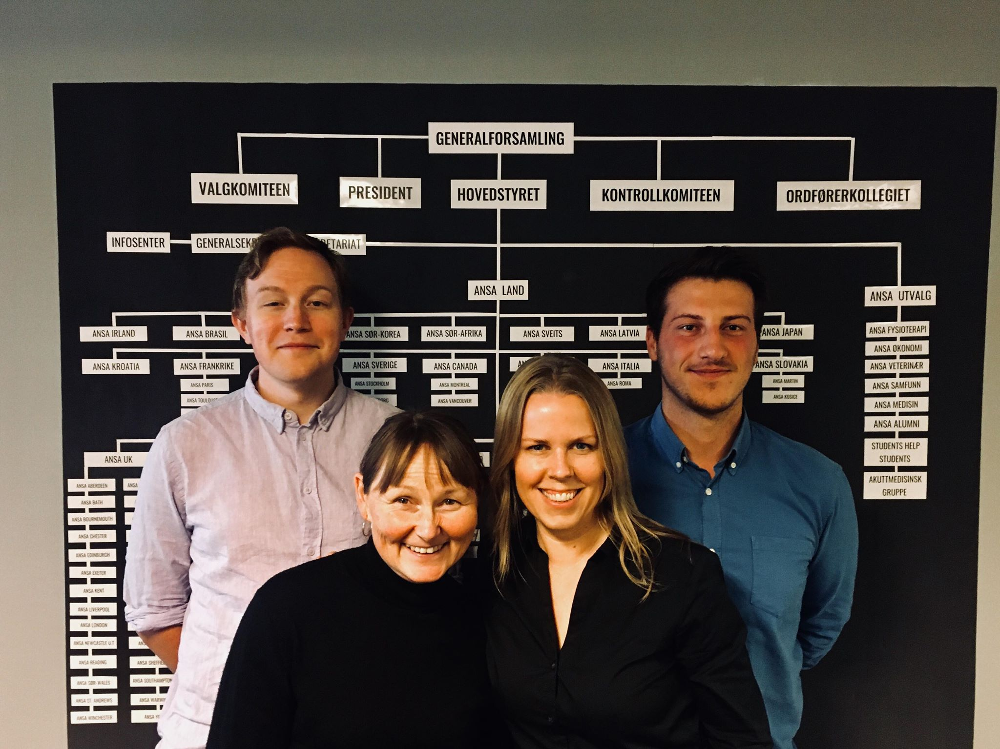 GENERALFORSAMLING
VALGKOMITEEN
PRESIDENT
HOVEDSTYRET
KONTROLLKOMITEEN
ORDFØRERKOLLEGIET
INFOSENTER
ANSA LAND
ANSA UTVALG
ANSA IRLAND
ANSA BRASIL
ANSA SØR-KOREA
ANSA SØR-AFRIKA
ANSA SVEITS
ANSA LATVIA
ANSA JAPAN
ANSA KROATIA
ANSA FRANKRIKE
ANSA SVERIGE
ANSA CANADA
ANSA ITALIA
ANSA SLOVAKIA
ANSA PARIS
ANSA STOCKHOLM
ANSA MONTREAL
ANSA ROMA
ANSA MARTIN
ANSA
ANSA VANCOUVER
ANSA KOSICE
ANSA UK
ANSA ABERDEEN
ANSA
ANSA BATH
ANSA BOURNEMOUTH
ANSA CHESTER
ANSA EDINBURGH
ANSA EXETER
ANSA KENT
ANSA LIVERPOOL
ANSA LONDON
ANSA NEWCASTLE U.T
ANSA READING
ANSA
ANSA SØR-WALES
ANSA SOUTHAMPTON
ANSA ST. ANDREWS
ANSA
ANSA WINCHESTER
ANSA
ANSA FYSIOTERAPI
ANSA ØKONOMI
ANSA VETERINÆR
ANSA SAMFUNN
ANSA MEDISIN
ANSA ALUMNI
STUDENTS HELP
STUDENTS
AKUTTMEDISINSK
GRUPPE